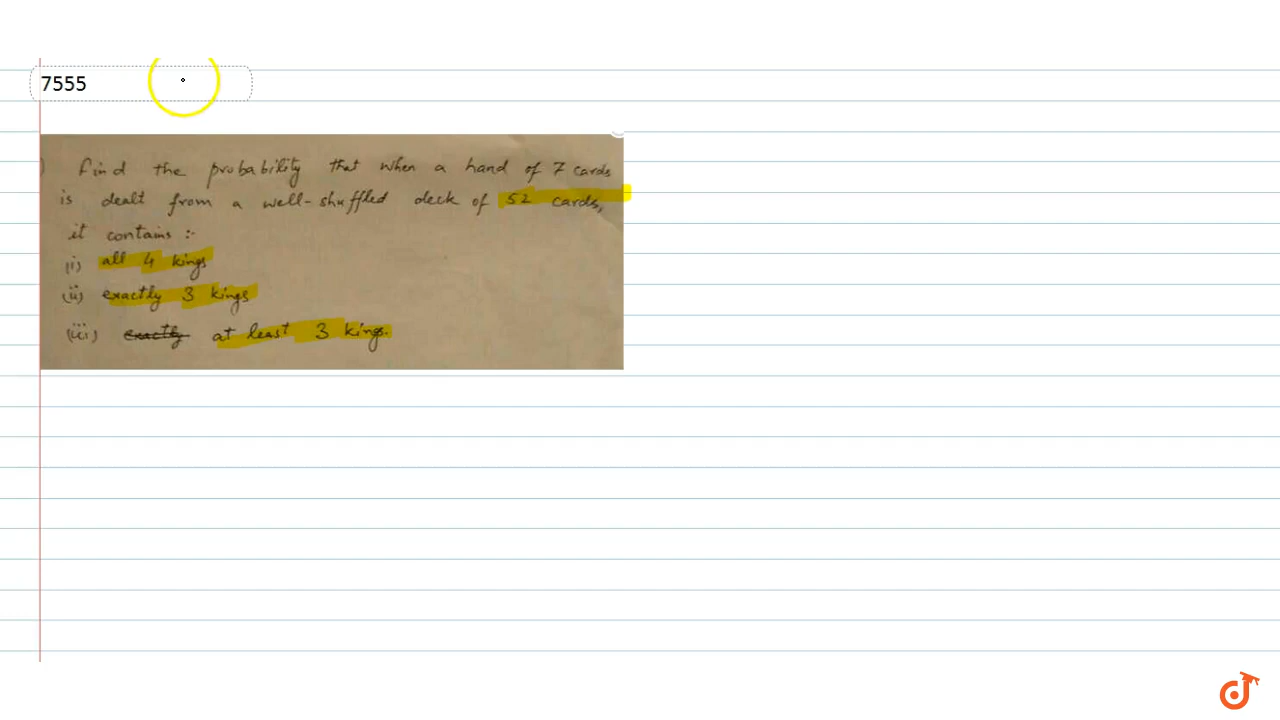 7555
) Find the probability that when a hand of 7 cards
is dealt from a well-shuffled deck of 52 cards,
it contains :-
(i) all 4 kings
(ii) exactly 3 kings
(iii) exactly at least 3 kings.